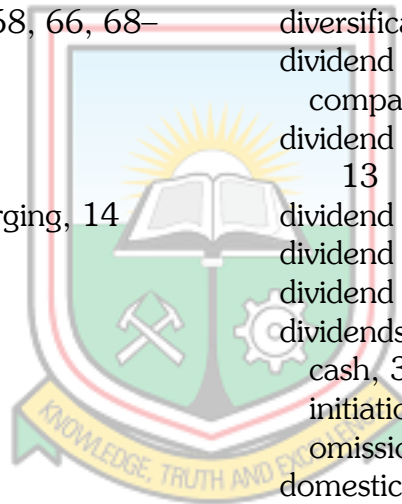 58, 66, 68–
rging, 14
diversifica
dividend
compa
dividend
13
dividend
dividend
dividend
dividends
cash, 3
initiatio
omissio
domestic
KNOWLEDGE, TRUTH AND EXCELLENCE